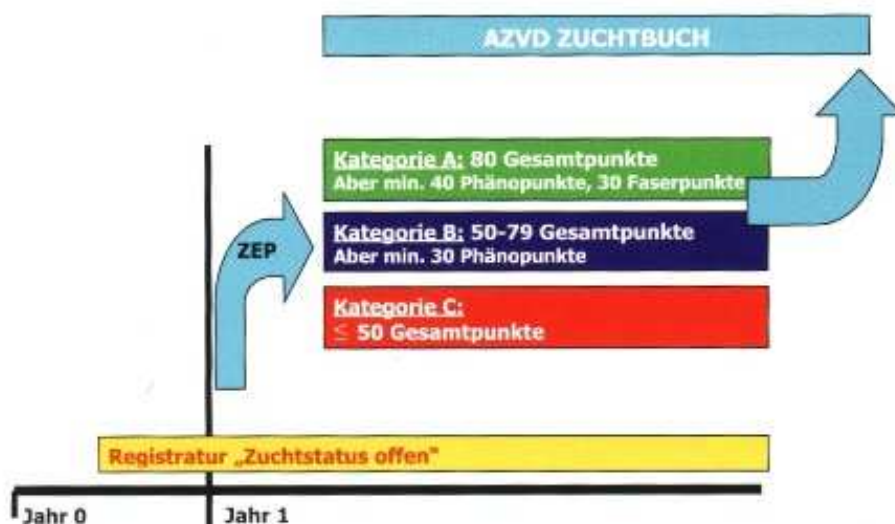 AZVD ZUCHTBUCH
Kategorie A: 80 Gesamtpunkte
Aber min. 40 Phänopunkte, 30 Faserpunkte
ZEP
Kategorie B: 50-79 Gesamtpunkte
Aber min. 30 Phänopunkte
Kategorie C:
≤ 50 Gesamtpunkte
Registratur „Zuchtstatus offen"
Jahr 0
Jahr 1